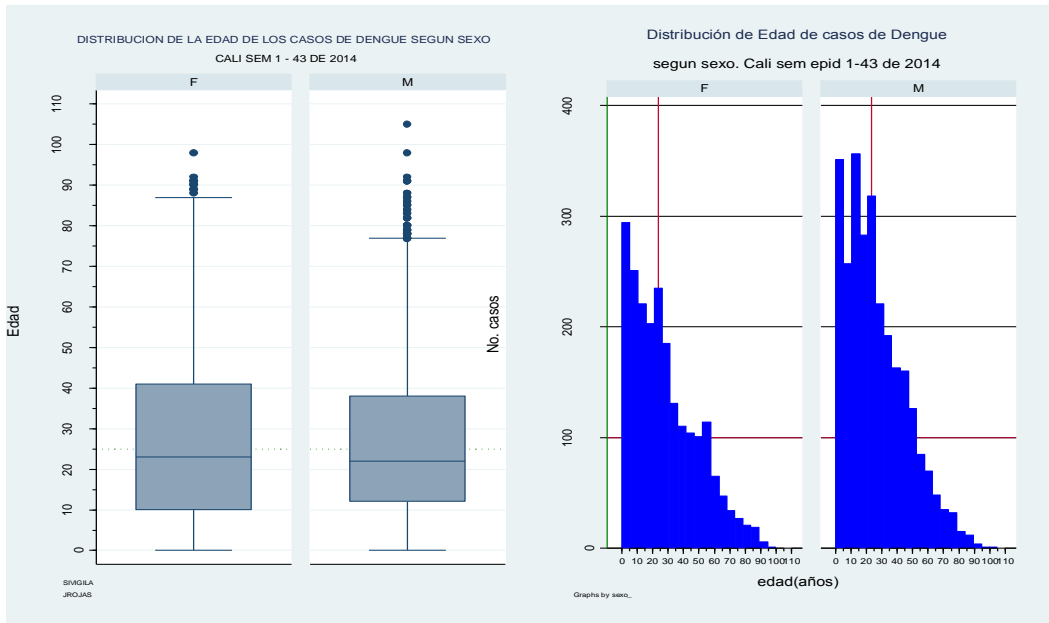 DISTRIBUCION DE LA EDAD DE LOS CASOS DE DENGUE SEGUN SEXO
CALI SEM 1 - 43 DE 2014
F M
110
100
90
80
70
60
50
40
30
20
10
0
Edad
SIVIGILA
JROJAS
Distribución de Edad de casos de Dengue
segun sexo. Cali sem epid 1-43 de 2014
F M
400
300
200
100
0
No. casos
0 10 20 30 40 50 60 70 80 90 100 110 0 10 20 30 40 50 60 70 80 90 100 110
edad(años)
Graphs by sexo_